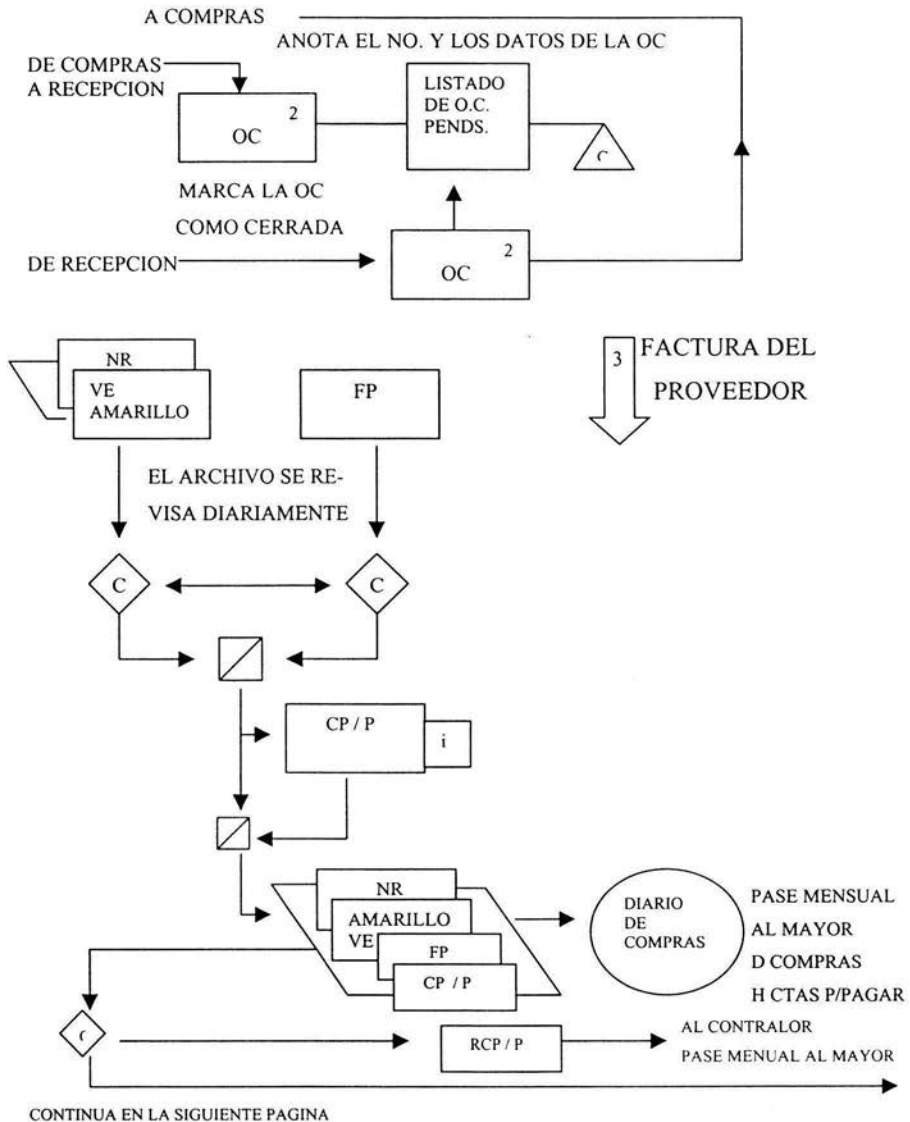 A COMPRAS
ANOTA EL NO. Y LOS DATOS DE LA OC
DE COMPRAS
A RECEPCION
2
OC
LISTADO
DE O.C.
PENDS.
MARCA LA OC
COMO CERRADA
DE RECEPCION
2
OC
NR
VE
AMARILLO
FP
3
FACTURA DEL
PROVEEDOR
EL ARCHIVO SE RE-
VISA DIARIAMENTE
C
C
CP / P
i
NR
AMARILLO
VE
FP
CP / P
DIARIO
DE
COMPRAS
PASE MENSUAL
AL MAYOR
D COMPRAS
H CTAS P/PAGAR
RCP / P
AL CONTRALOR
PASE MENUAL AL MAYOR
CONTINUA EN LA SIGUIENTE PAGINA